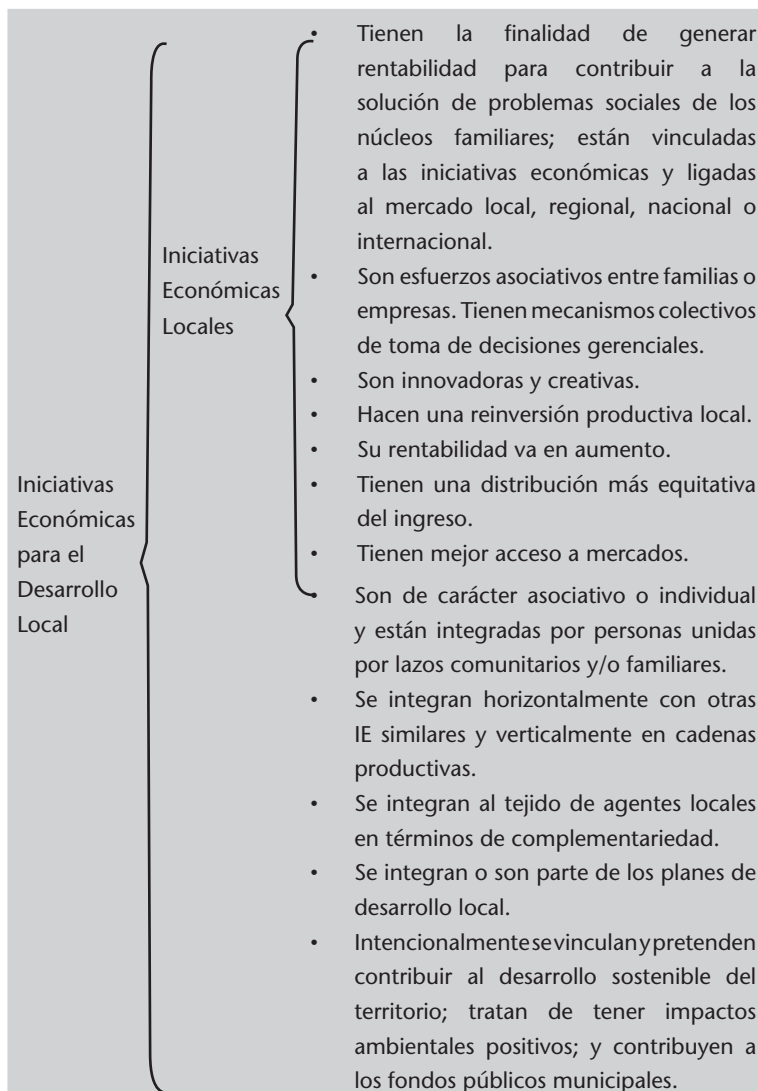 Iniciativas
Económicas
para el
Desarrollo
Local
Iniciativas
Económicas
Locales
• Tienen la finalidad de generar
rentabilidad para contribuir a la
solución de problemas sociales de los
núcleos familiares; están vinculadas
a las iniciativas económicas y ligadas
al mercado local, regional, nacional o
internacional.
• Son esfuerzos asociativos entre familias o
empresas. Tienen mecanismos colectivos
de toma de decisiones gerenciales.
• Son innovadoras y creativas.
• Hacen una reinversión productiva local.
• Su rentabilidad va en aumento.
• Tienen una distribución más equitativa
del ingreso.
• Tienen mejor acceso a mercados.
• Son de carácter asociativo o individual
y están integradas por personas unidas
por lazos comunitarios y/o familiares.
• Se integran horizontalmente con otras
IE similares y verticalmente en cadenas
productivas.
• Se integran al tejido de agentes locales
en términos de complementariedad.
• Se integran o son parte de los planes de
desarrollo local.
• Intencionalmente se vinculan y pretenden
contribuir al desarrollo sostenible del
territorio; tratan de tener impactos
ambientales positivos; y contribuyen a
los fondos públicos municipales.